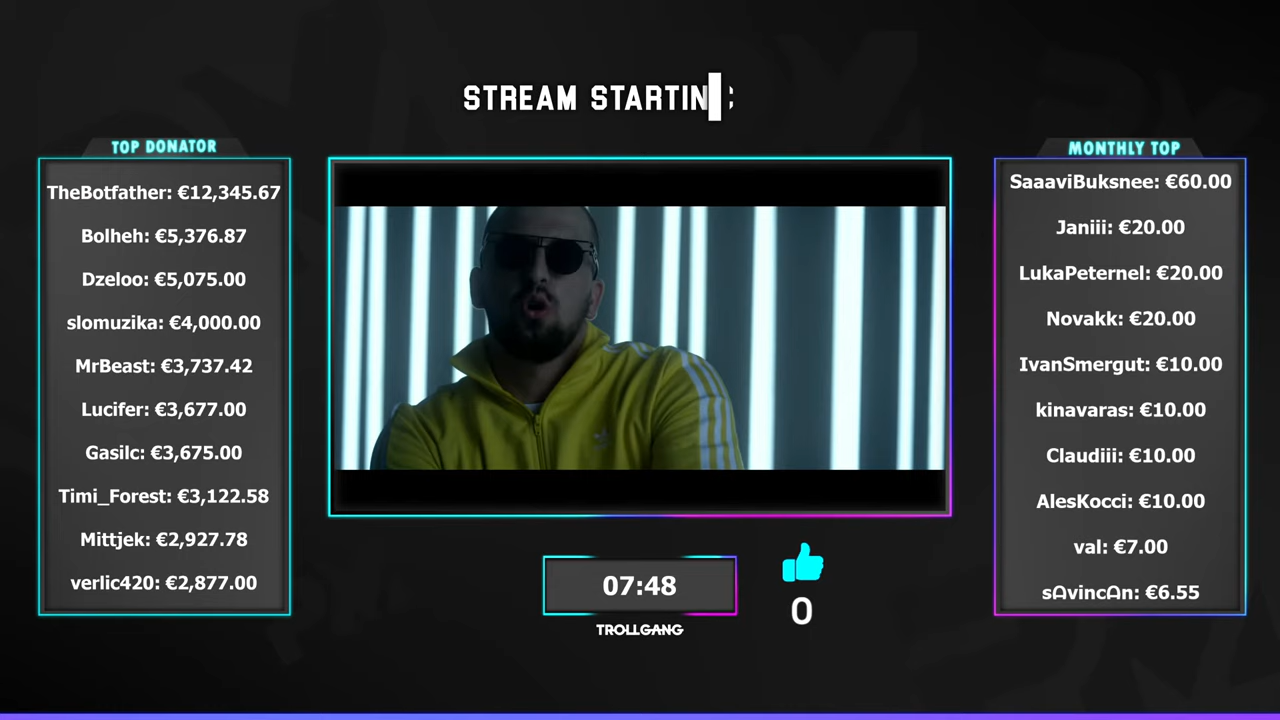 STREAM STARTIN
TOP DONATOR
TheBotfather: €12,345.67
Bolheh: €5,376.87
Dzeloo: €5,075.00
slomuzika: €4,000.00
MrBeast: €3,737.42
Lucifer: €3,677.00
Gasilc: €3,675.00
Timi_Forest: €3,122.58
Mittjek: €2,927.78
verlic420: €2,877.00
07:48
TROLLGANG
0
MONTHLY TOP
SaaaviBuksnee: €60.00
Janiii: €20.00
LukaPeternel: €20.00
Novakk: €20.00
IvanSmergut: €10.00
kinavaras: €10.00
Claudiii: €10.00
AlesKocci: €10.00
val: €7.00
sᗩvincᗩn: €6.55